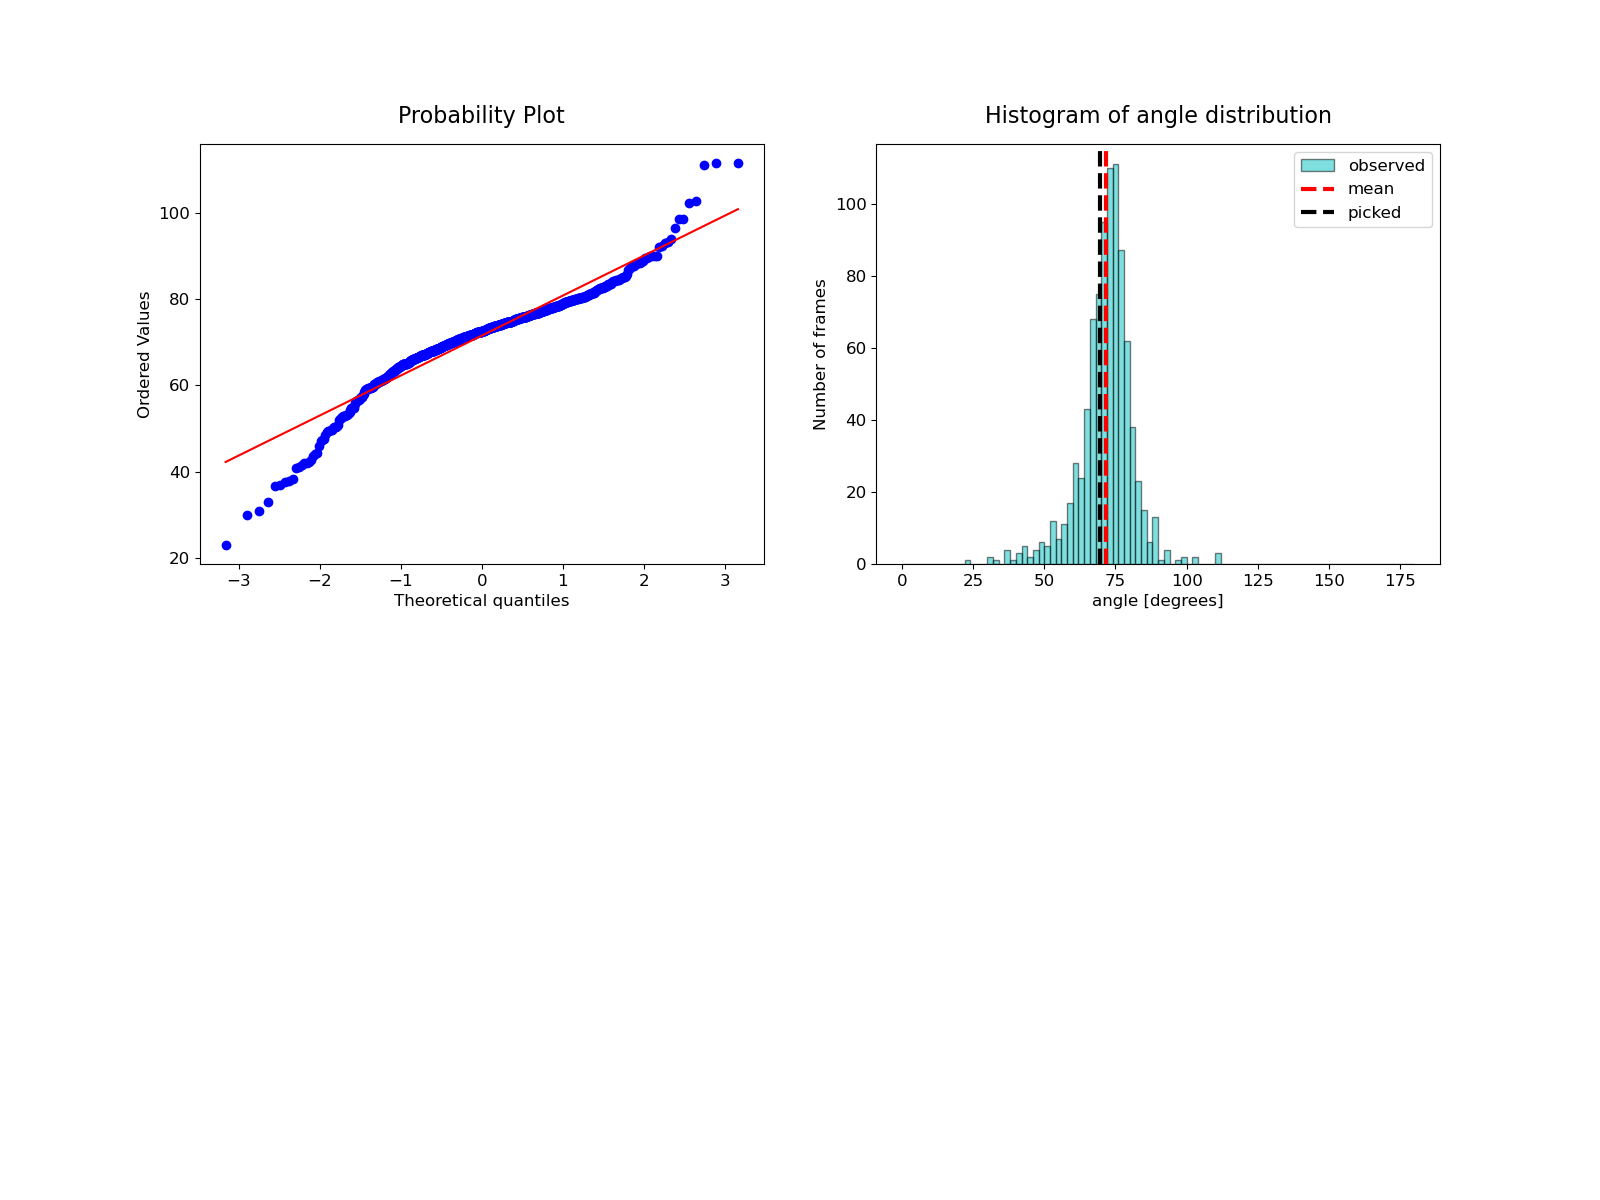 Probability Plot
Ordered Values
100
80
60
40
20
−3 −2 −1 0 1 2 3
Theoretical quantiles
Histogram of angle distribution
observed
mean
picked
Number of frames
100
80
60
40
20
0
0 25 50 75 100 125 150 175
angle [degrees]